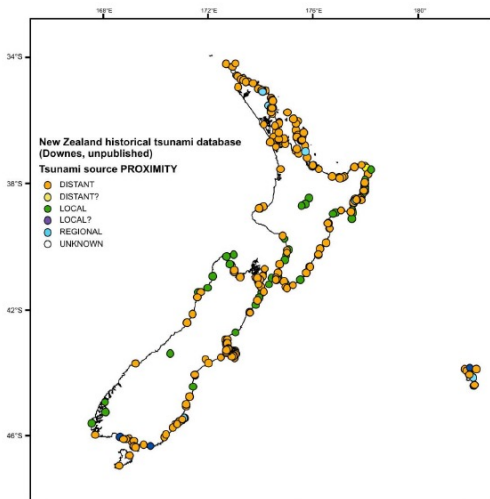 168°E 172°E 176°E 180°
34°S
New Zealand historical tsunami database
(Downes, unpublished)
Tsunami source PROXIMITY
DISTANT
DISTANT?
LOCAL
LOCAL?
REGIONAL
UNKNOWN
38°S
42°S
46°S